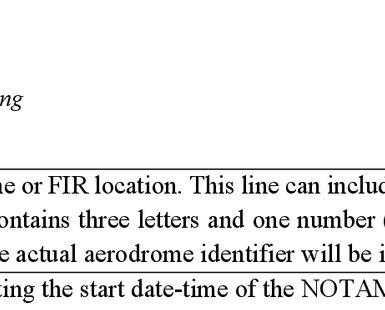 ng
ne or FIR location. This line can includ
ontains three letters and one number (
e actual aerodrome identifier will be i
ting the start date-time of the NOTAM